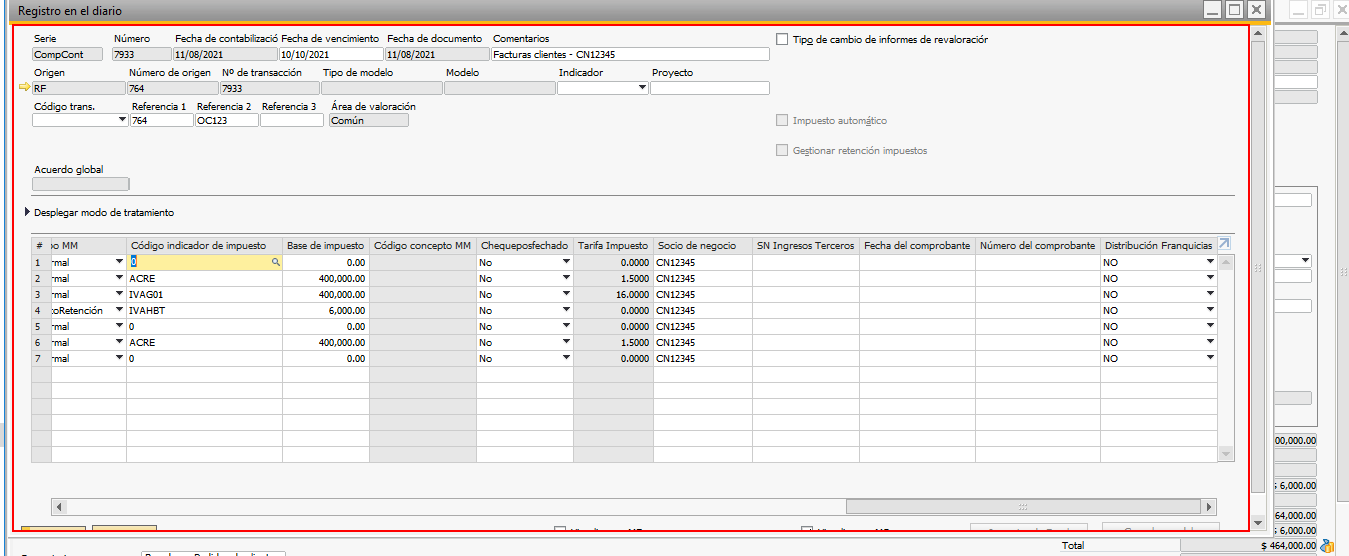 Registro en el diario
Serie Número Fecha de contabilizació Fecha de vencimiento Fecha de documento Comentarios
CompCont 7933 11/08/2021 10/10/2021 11/08/2021 Facturas clientes - CN12345
Tipo de cambio de informes de revaloraciór
Origen Número de origen Nº de transacción Tipo de modelo Modelo Indicador Proyecto
RF 764 7933
Código trans. Referencia 1 Referencia 2 Referencia 3 Área de valoración
764 OC123 Común
Impuesto automático
Gestionar retención impuestos
Acuerdo global
Desplegar modo de tratamiento
# oo MM Código indicador de impuesto Base de impuesto Código concepto MM Chequeposfechado Tarifa Impuesto Socio de negocio SN Ingresos Terceros Fecha del comprobante Número del comprobante Distribución Franquicias
1 rmal 0 0.00 No 0.0000 CN12345 NO
2 rmal ACRE 400,000.00 No 1.5000 CN12345 NO
3 rmal IVAG01 400,000.00 No 16.0000 CN12345 NO
4 toRetención IVAHBT 6,000.00 No 0.0000 CN12345 NO
5 rmal 0 0.00 No 0.0000 CN12345 NO
6 rmal ACRE 400,000.00 No 1.5000 CN12345 NO
7 rmal 0 0.00 No 0.0000 CN12345 NO
00,000.00
$ 6,000.00
64,000.00
$ 6,000.00
Total $ 464,000.00